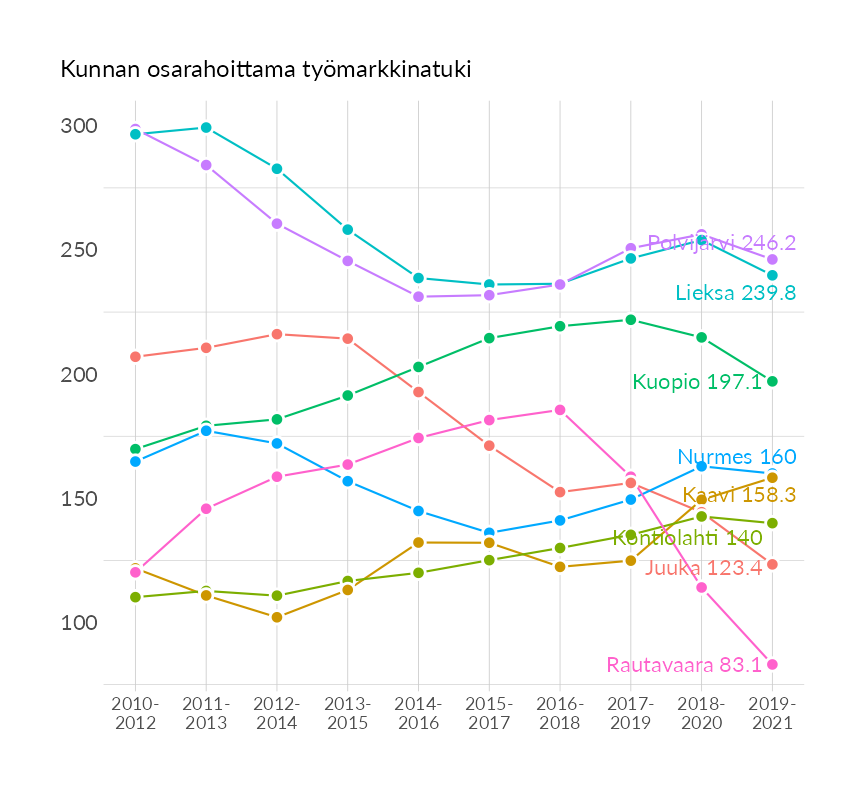 Kunnan osarahoittama työmarkkinatuki
300
250
200
150
100
Polvijärvi 246.2
Lieksa 239.8
Kuopio 197.1
Nurmes 160
Kaavi 158.3
Kontiolahti 140
Juuka 123.4
Rautavaara 83.1
2010- 2011- 2012- 2013- 2014- 2015- 2016- 2017- 2018- 2019-
2012 2013 2014 2015 2016 2017 2018 2019 2020 2021